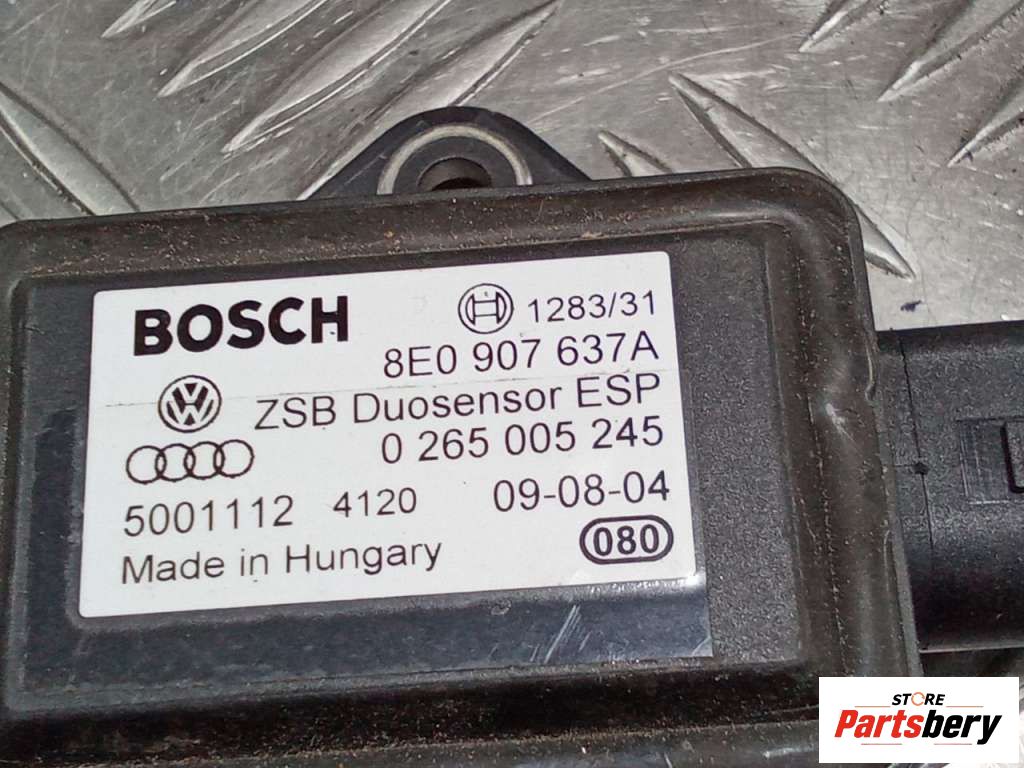 BOSCH
1283/31
8E0 907 637A
ZSB Duosensor ESP
0 265 005 245
5001112 4120 09-08-04
Made in Hungary
080
STORE
Partsbery